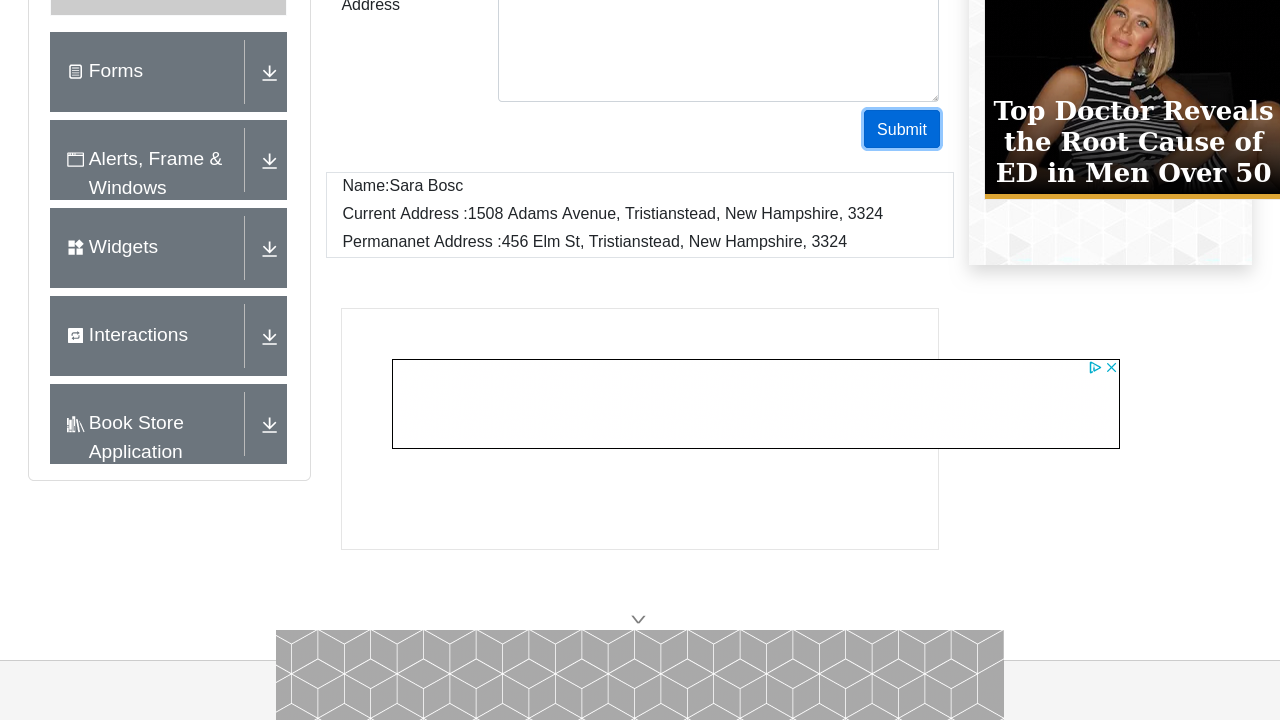 Address
Forms
Alerts, Frame &
Windows
Widgets
Interactions
Book Store
Application
Submit
Name:Sara Bosc
Current Address :1508 Adams Avenue, Tristianstead, New Hampshire, 3324
Permananet Address :456 Elm St, Tristianstead, New Hampshire, 3324
Top Doctor Reveals
the Root Cause of
ED in Men Over 50